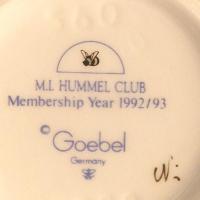 M.I. HUMMEL CLUB
Membership Year 1992/93
© Goebel
Germany